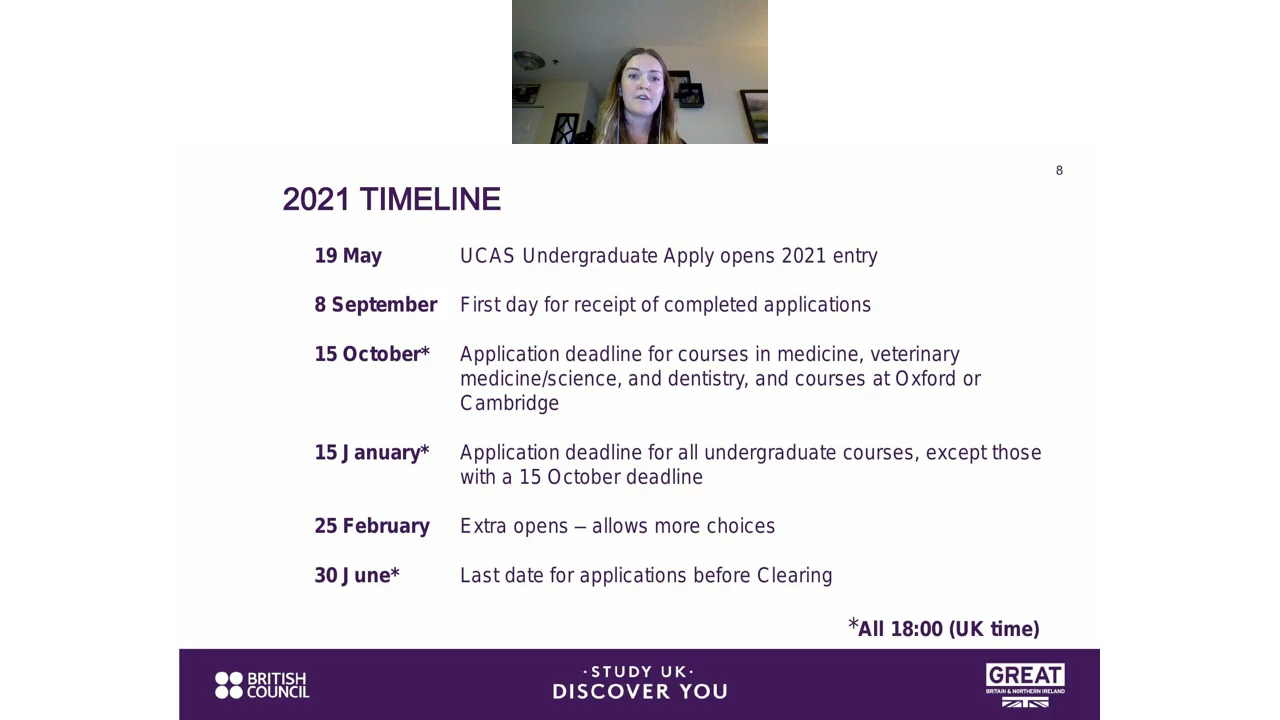 8
2021 TIMELINE
19 May UCAS Undergraduate Apply opens 2021 entry
8 September First day for receipt of completed applications
15 October* Application deadline for courses in medicine, veterinary
medicine/science, and dentistry, and courses at Oxford or
Cambridge
15 January* Application deadline for all undergraduate courses, except those
with a 15 October deadline
25 February Extra opens – allows more choices
30 June* Last date for applications before Clearing
*All 18:00 (UK time)
BRITISH
COUNCIL
·STUDY UK·
DISCOVER YOU
GREAT
BRITAIN & NORTHERN IRELAND